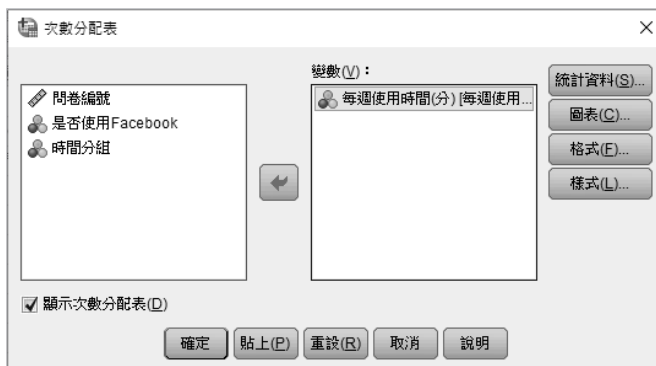 次數分配表
變數(V)：
問卷編號
是否使用Facebook
時間分組
每週使用時間(分) [每週使用...
統計資料(S)...
圖表(C)...
格式(F)...
樣式(L)...
顯示次數分配表(D)
確定
貼上(P)
重設(R)
取消
說明